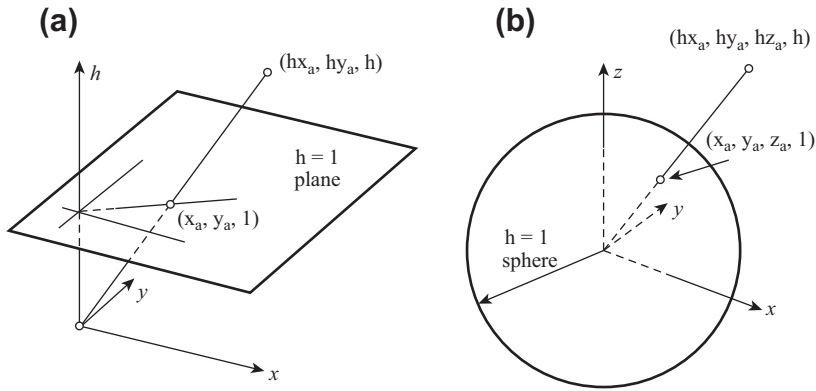 (a)
h
(hx_a, hy_a, h)
h = 1
plane
(x_a, y_a, 1)
y
x
(b)
(hx_a, hy_a, hz_a, h)
z
(x_a, y_a, z_a, 1)
y
h = 1
sphere
x